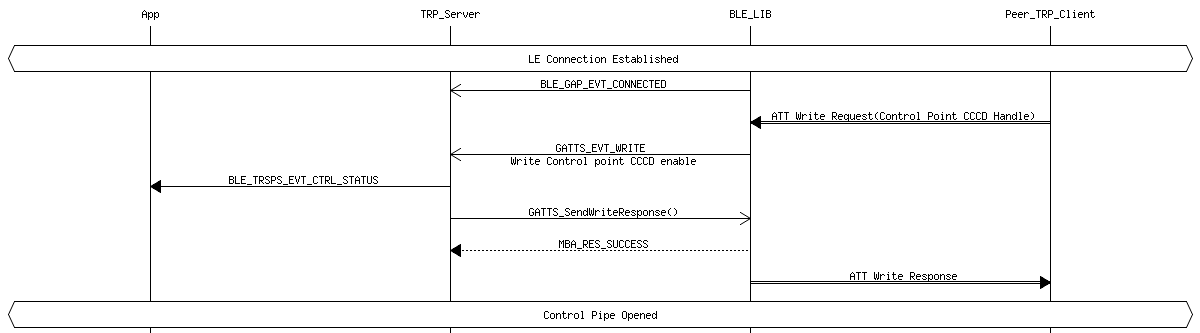 App TRP_Server BLE_LIB Peer_TRP_Client
LE Connection Established
BLE_GAP_EVT_CONNECTED
ATT Write Request(Control Point CCCD Handle)
GATTS_EVT_WRITE
Write Control point CCCD enable
BLE_TRSPS_EVT_CTRL_STATUS
GATTS_SendWriteResponse()
MBA_RES_SUCCESS
ATT Write Response
Control Pipe Opened